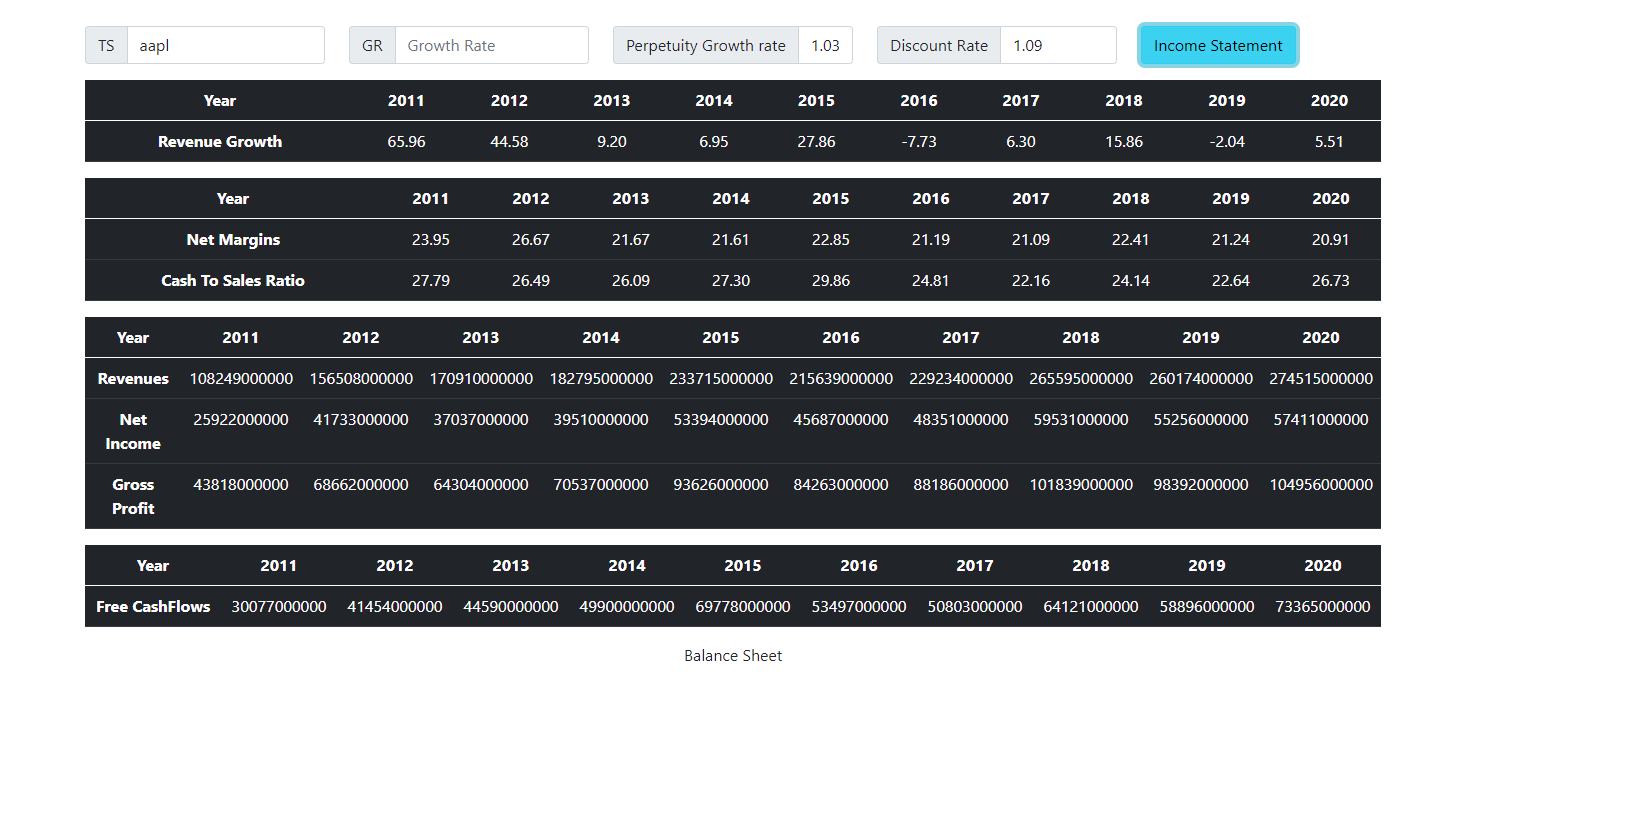 TS aapl GR Growth Rate Perpetuity Growth rate 1.03 Discount Rate 1.09 Income Statement
Year 2011 2012 2013 2014 2015 2016 2017 2018 2019 2020
Revenue Growth 65.96 44.58 9.20 6.95 27.86 -7.73 6.30 15.86 -2.04 5.51
Year 2011 2012 2013 2014 2015 2016 2017 2018 2019 2020
Net Margins 23.95 26.67 21.67 21.61 22.85 21.19 21.09 22.41 21.24 20.91
Cash To Sales Ratio 27.79 26.49 26.09 27.30 29.86 24.81 22.16 24.14 22.64 26.73
Year 2011 2012 2013 2014 2015 2016 2017 2018 2019 2020
Revenues 108249000000 156508000000 170910000000 182795000000 233715000000 215639000000 229234000000 265595000000 260174000000 274515000000
Net 25922000000 41733000000 37037000000 39510000000 53394000000 45687000000 48351000000 59531000000 55256000000 57411000000
Income
Gross 43818000000 68662000000 64304000000 70537000000 93626000000 84263000000 88186000000 101839000000 98392000000 104956000000
Profit
Year 2011 2012 2013 2014 2015 2016 2017 2018 2019 2020
Free CashFlows 30077000000 41454000000 44590000000 49900000000 69778000000 53497000000 50803000000 64121000000 58896000000 73365000000
Balance Sheet